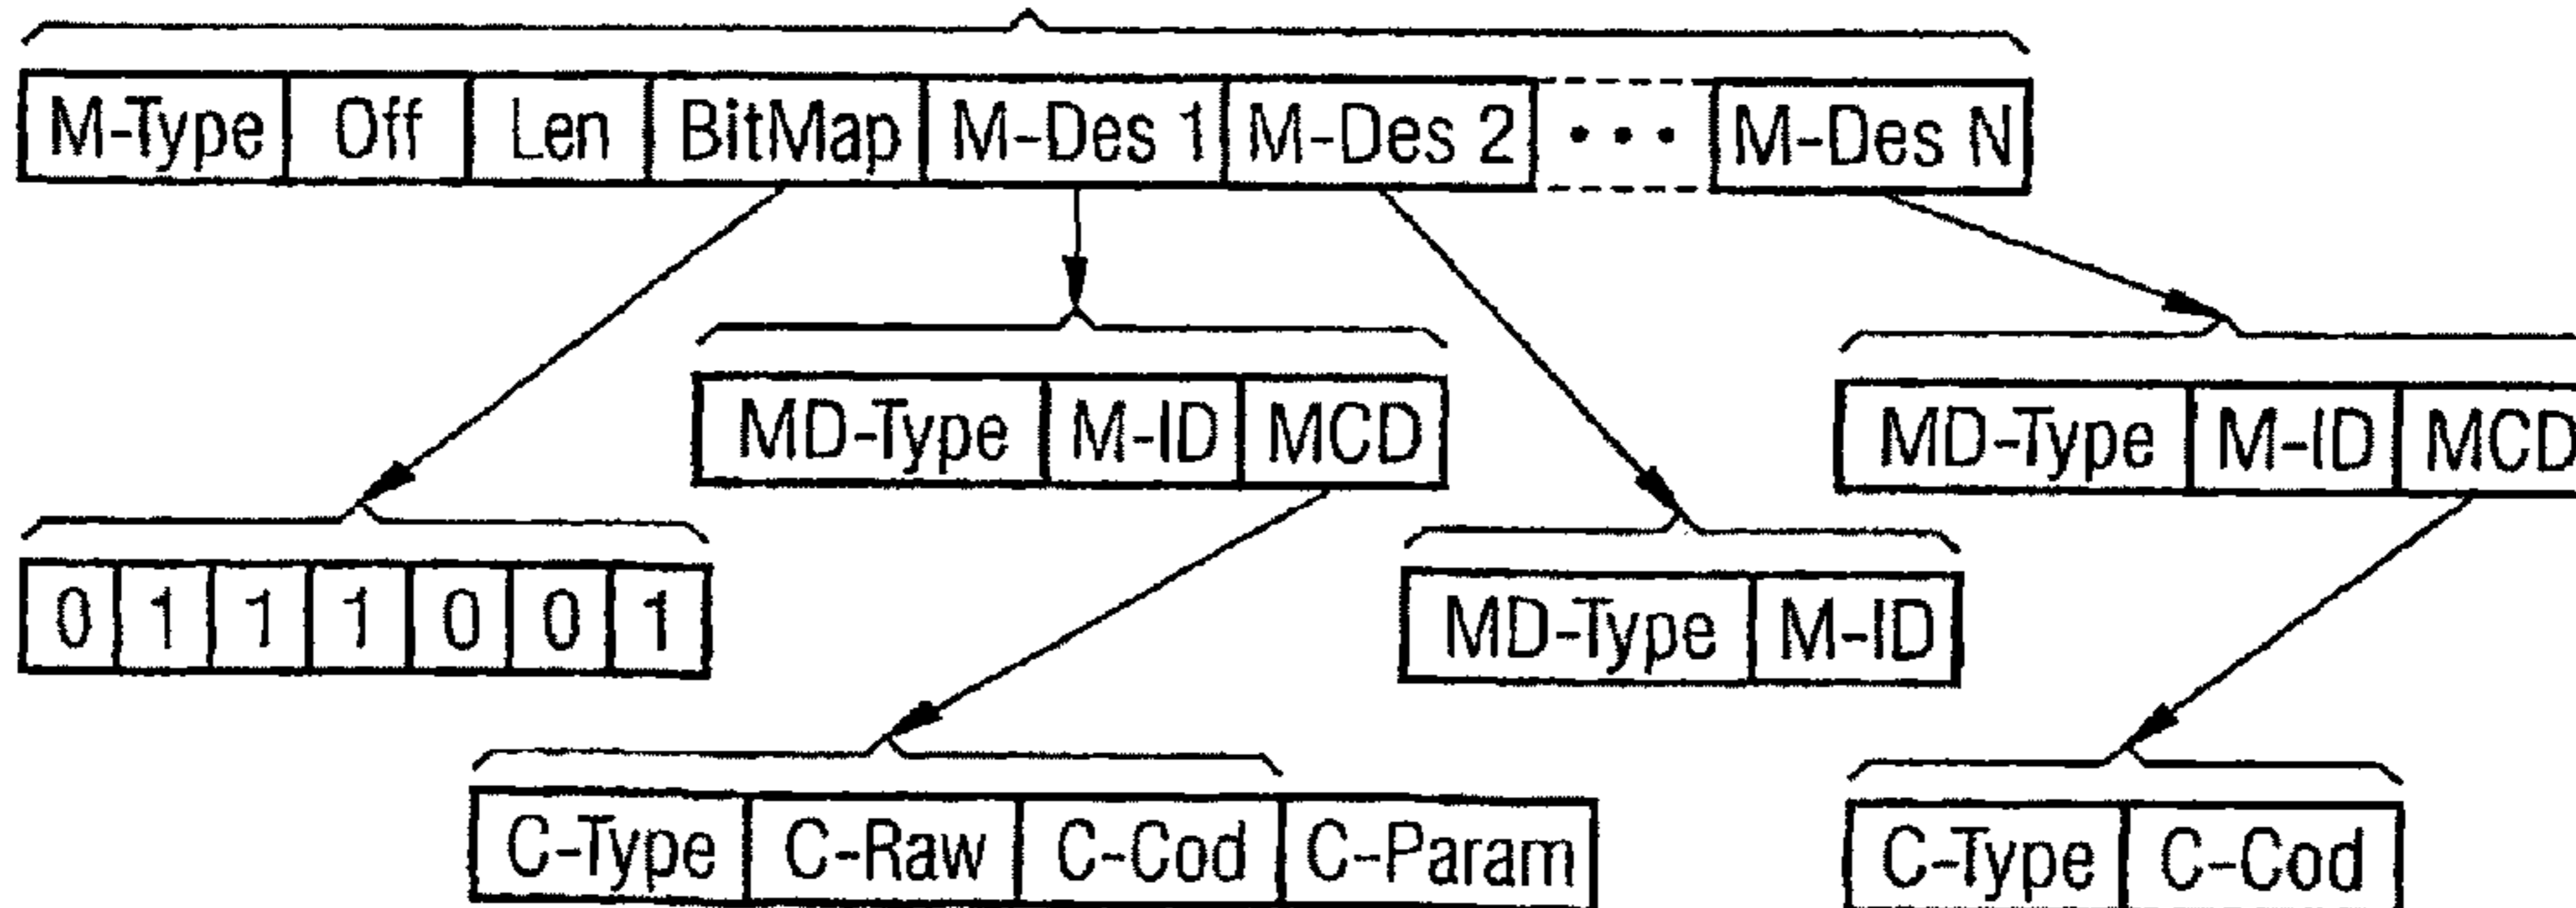 M-Type Off Len BitMap M-Des 1 M-Des 2 ... M-Des N
MD-Type M-ID MCD
MD-Type M-ID MCD
0 1 1 1 0 0 1
MD-Type M-ID
C-Type C-Raw C-Cod C-Param
C-Type C-Cod